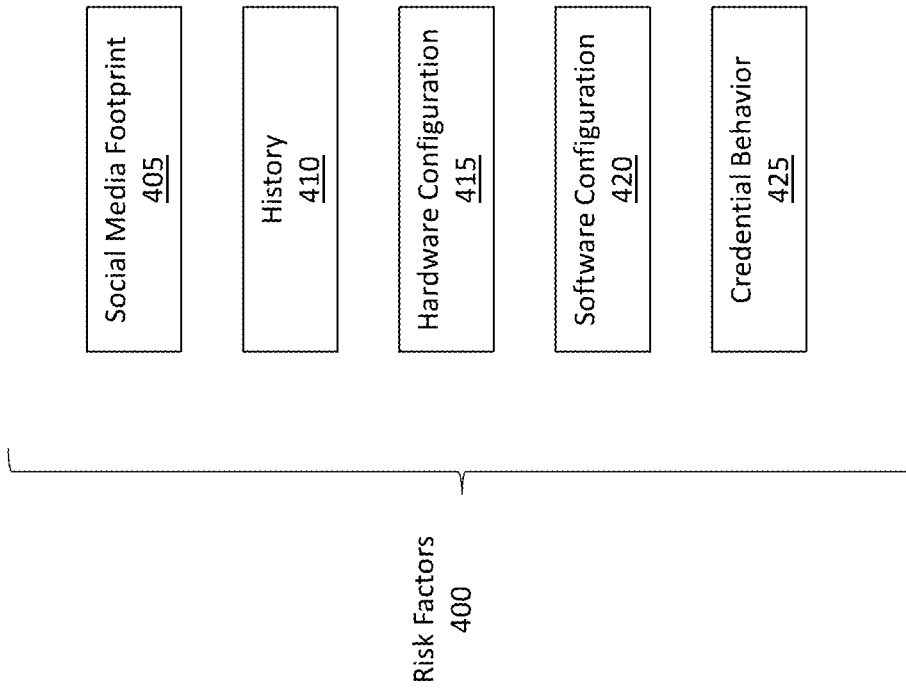 Risk Factors
400
Social Media Footprint
405
History
410
Hardware Configuration
415
Software Configuration
420
Credential Behavior
425